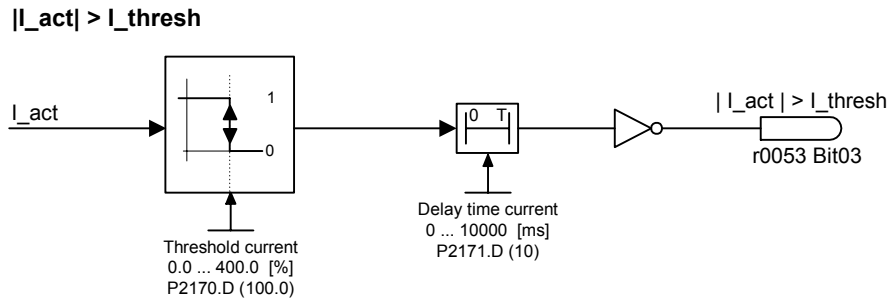 |I_act| > I_thresh
I_act
1
0
0 T
| I_act | > I_thresh
r0053 Bit03
Threshold current
0.0 ... 400.0 [%]
P2170.D (100.0)
Delay time current
0 ... 10000 [ms]
P2171.D (10)